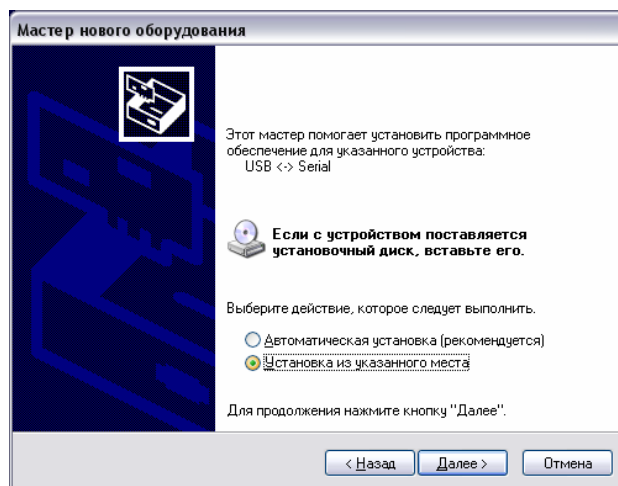 Мастер нового оборудования
Этот мастер помогает установить программное
обеспечение для указанного устройства:
USB <-> Serial
Если с устройством поставляется
установочный диск, вставьте его.
Выберите действие, которое следует выполнить.
Автоматическая установка (рекомендуется)
Установка из указанного места
Для продолжения нажмите кнопку "Далее".
< Назад Далее > Отмена